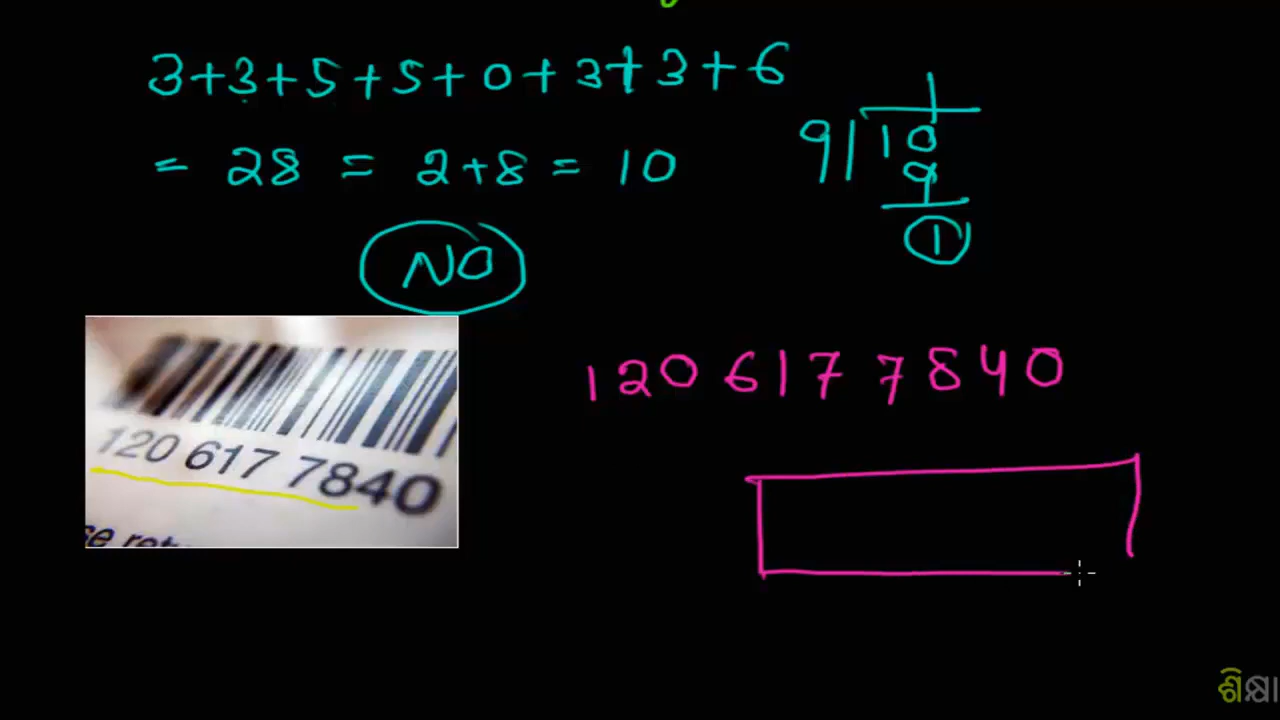 3+3+5+5+0+3+3+6
= 28 = 2+8 = 10
1
9 10
9
1
NO
120 617 7840
120 617 7840
ଶିକ୍ଷା